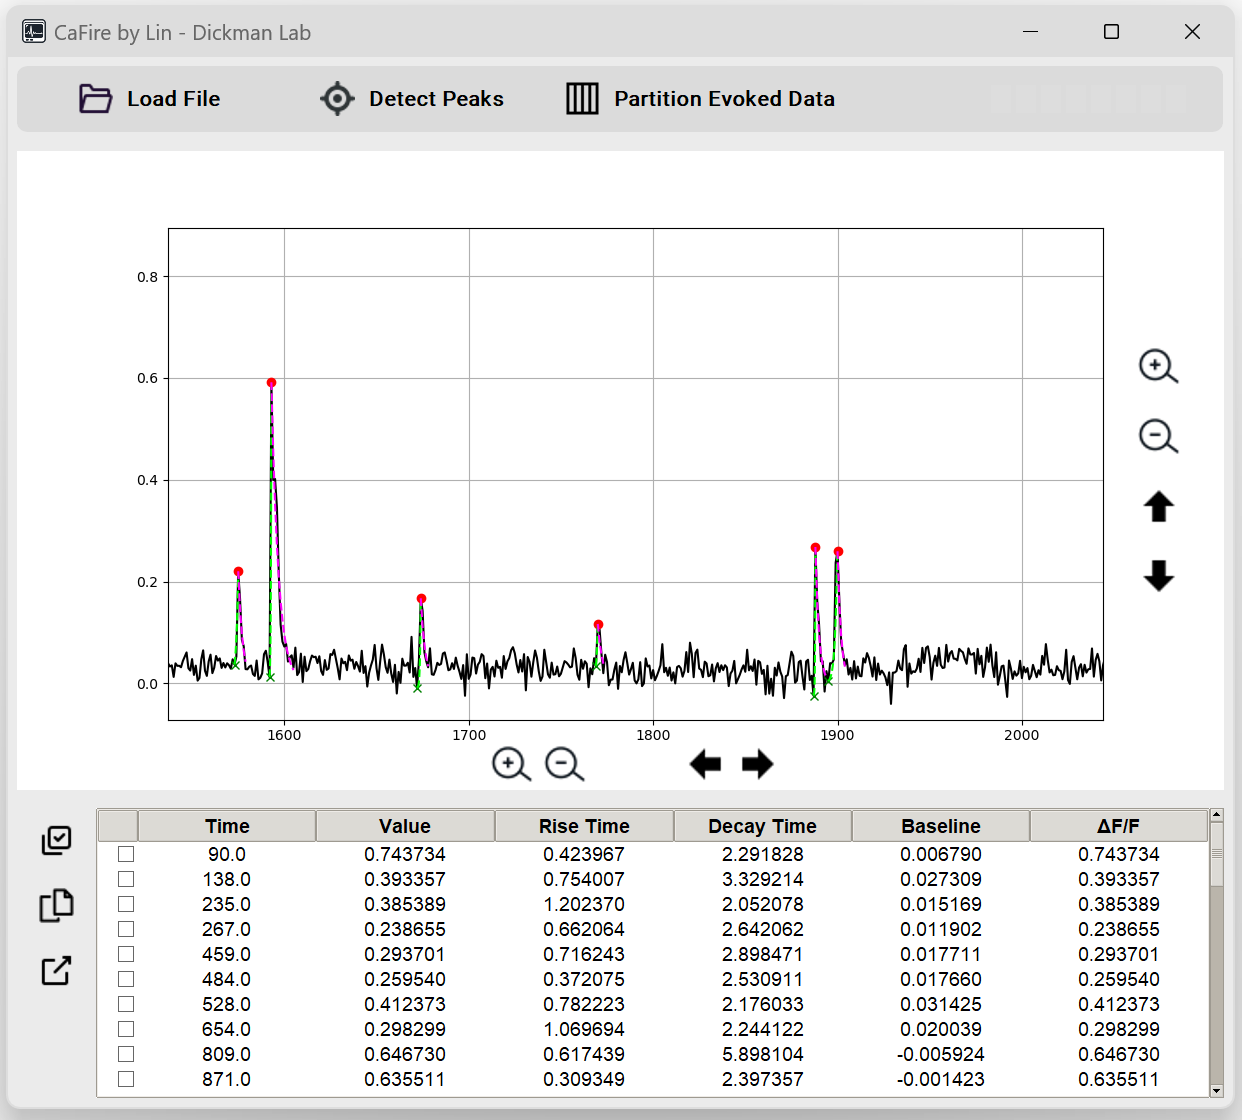 CaFire by Lin - Dickman Lab
Load File Detect Peaks Partition Evoked Data
0.8
0.6
0.4
0.2
0.0
1600 1700 1800 1900 2000
Time Value Rise Time Decay Time Baseline ΔF/F
90.0 0.743734 0.423967 2.291828 0.006790 0.743734
138.0 0.393357 0.754007 3.329214 0.027309 0.393357
235.0 0.385389 1.202370 2.052078 0.015169 0.385389
267.0 0.238655 0.662064 2.642062 0.011902 0.238655
459.0 0.293701 0.716243 2.898471 0.017711 0.293701
484.0 0.259540 0.372075 2.530911 0.017660 0.259540
528.0 0.412373 0.782223 2.176033 0.031425 0.412373
654.0 0.298299 1.069694 2.244122 0.020039 0.298299
809.0 0.646730 0.617439 5.898104 -0.005924 0.646730
871.0 0.635511 0.309349 2.397357 -0.001423 0.635511